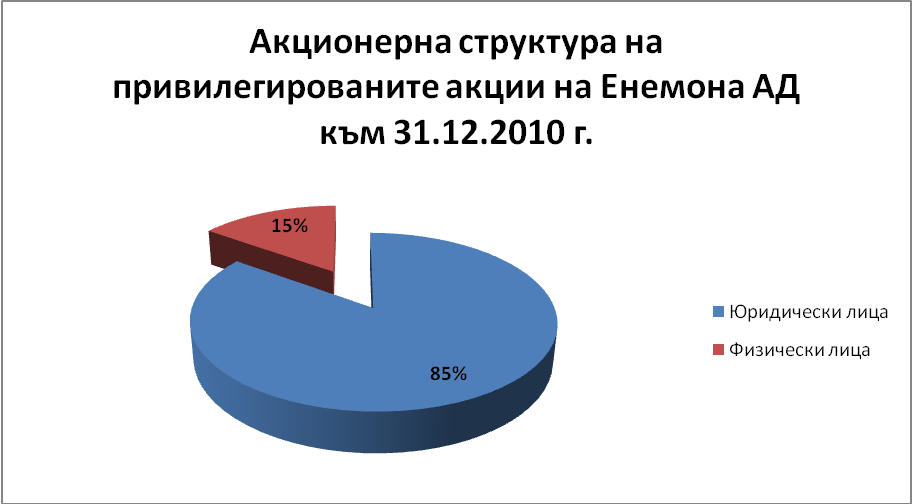 Акционерна структура на
привилегированите акции на Енемона АД
към 31.12.2010 г.
15%
85%
Юридически лица
Физически лица